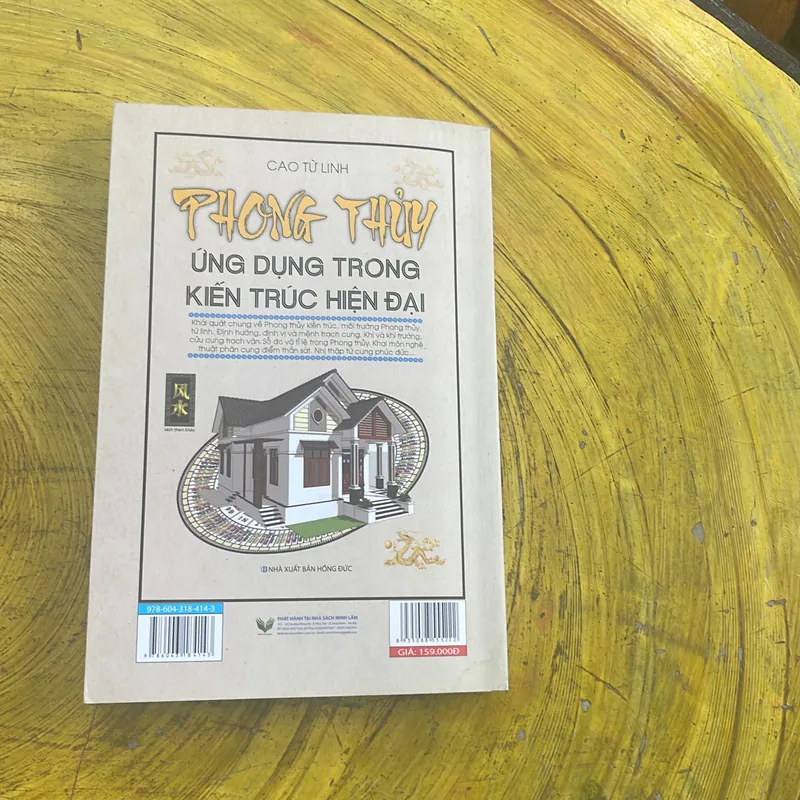 CAO TỪ LINH
PHONG THỦY
ỨNG DỤNG TRONG
KIẾN TRÚC HIỆN ĐẠI
Khái quát chung về Phong thủy kiến trúc, môi trường Phong thủy,
tứ linh. Định hướng, định vị và mệnh trạch cung. Khí và khí trường,
cửu cung trạch vận. Số đo và tỉ lệ trong Phong thủy. Khai môn nghệ
thuật phân cung điểm thần sát. Nhị thập tứ cung phúc đức...
风水
sách tham khảo
NHÀ XUẤT BẢN HỒNG ĐỨC
978-604-318-414-3
PHÁT HÀNH TẠI NHÀ SÁCH MINH LÂM
GIÁ: 159.000Đ